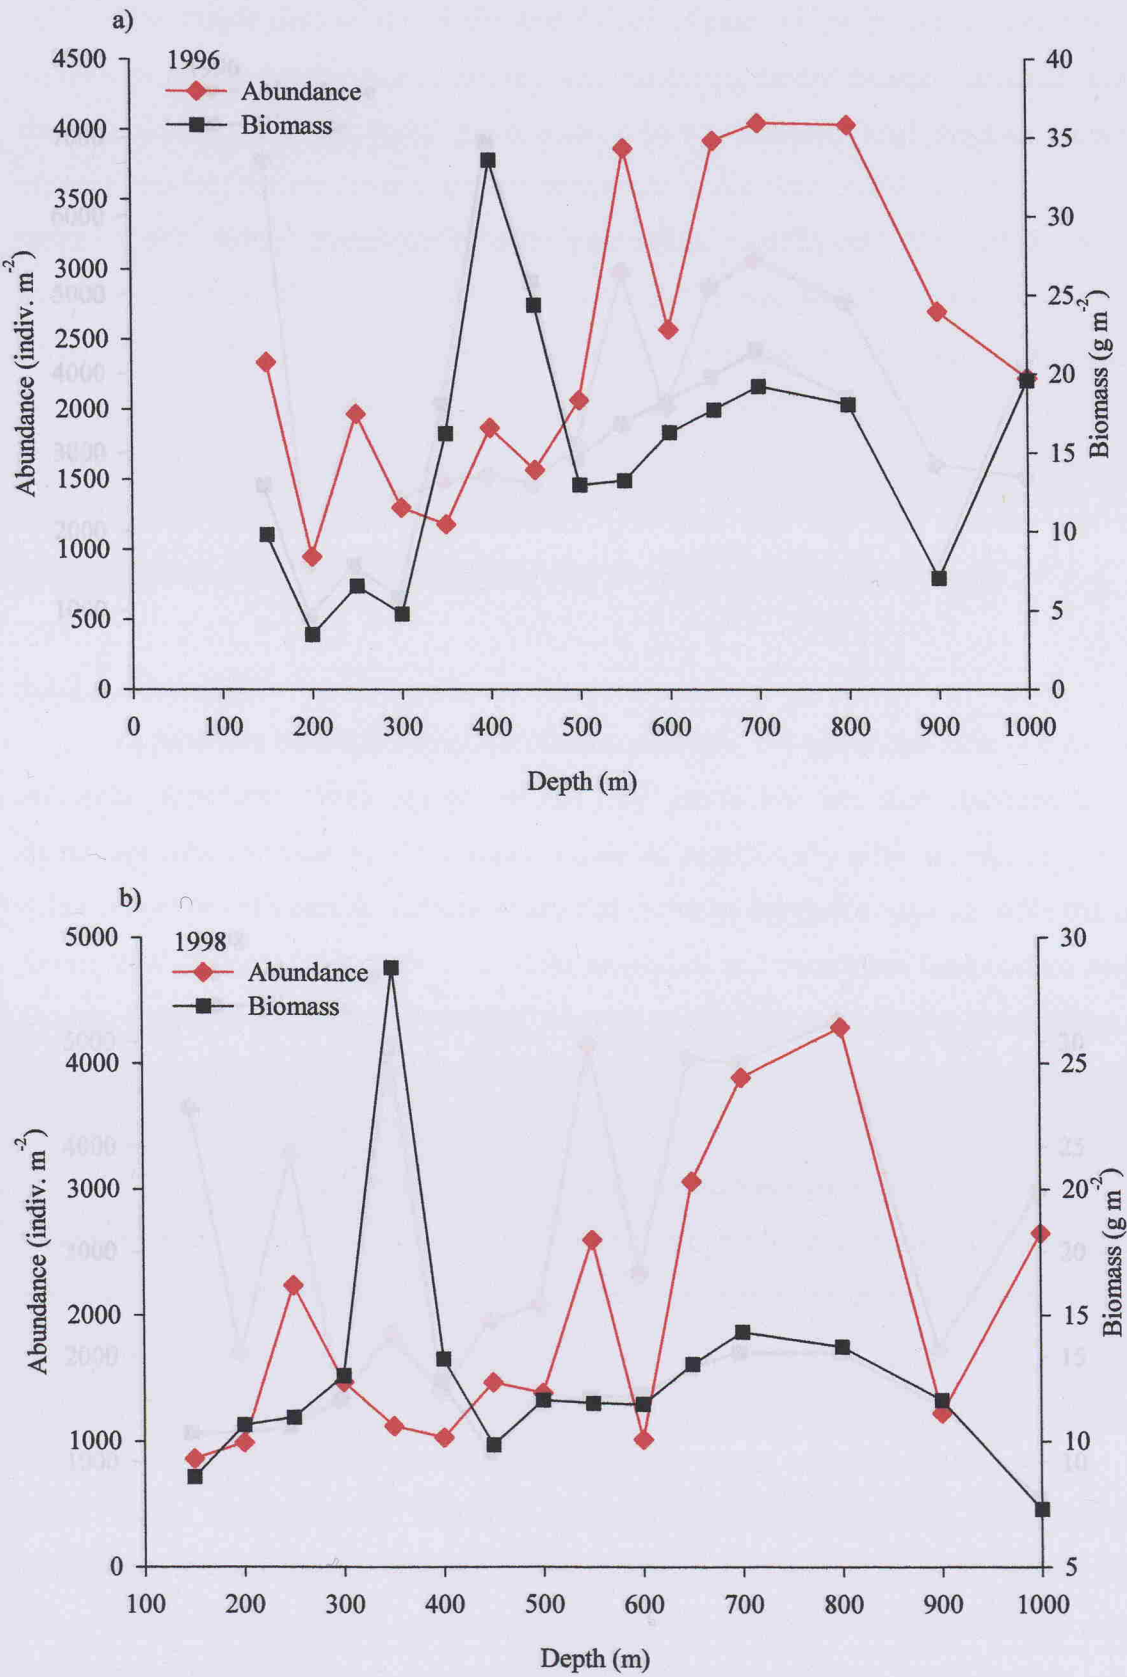 a)
1996
Abundance
Biomass
4500
4000
3500
3000
2500
2000
1500
1000
500
0
Abundance (indiv. m⁻²)
40
35
30
25
20
15
10
5
0
Biomass (g m⁻²)
0 100 200 300 400 500 600 700 800 900 1000
Depth (m)
b)
1998
Abundance
Biomass
5000
4000
3000
2000
1000
0
Abundance (indiv. m⁻²)
30
25
20
15
10
5
Biomass (g m⁻²)
100 200 300 400 500 600 700 800 900 1000
Depth (m)